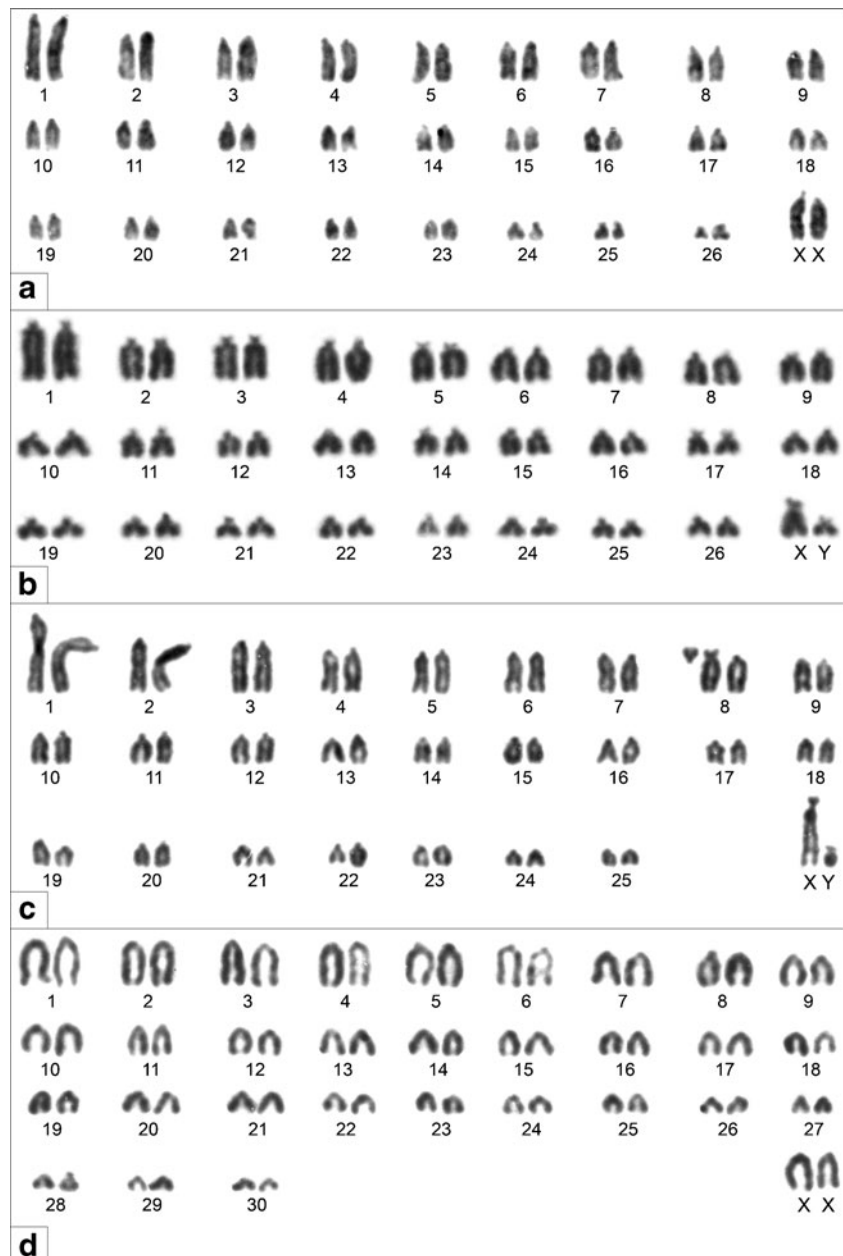 1 2 3 4 5 6 7 8 9
10 11 12 13 14 15 16 17 18
19 20 21 22 23 24 25 26 X X
a
1 2 3 4 5 6 7 8 9
10 11 12 13 14 15 16 17 18
19 20 21 22 23 24 25 26 X Y
b
1 2 3 4 5 6 7 8 9
10 11 12 13 14 15 16 17 18
19 20 21 22 23 24 25 X Y
c
1 2 3 4 5 6 7 8 9
10 11 12 13 14 15 16 17 18
19 20 21 22 23 24 25 26 27
28 29 30 X X
d